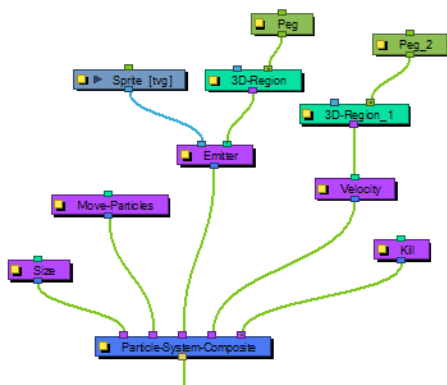 Peg
Peg_2
Sprite [tvg]
3D-Region
3D-Region_1
Emitter
Velocity
Move-Particles
Kill
Size
Particle-System-Composite